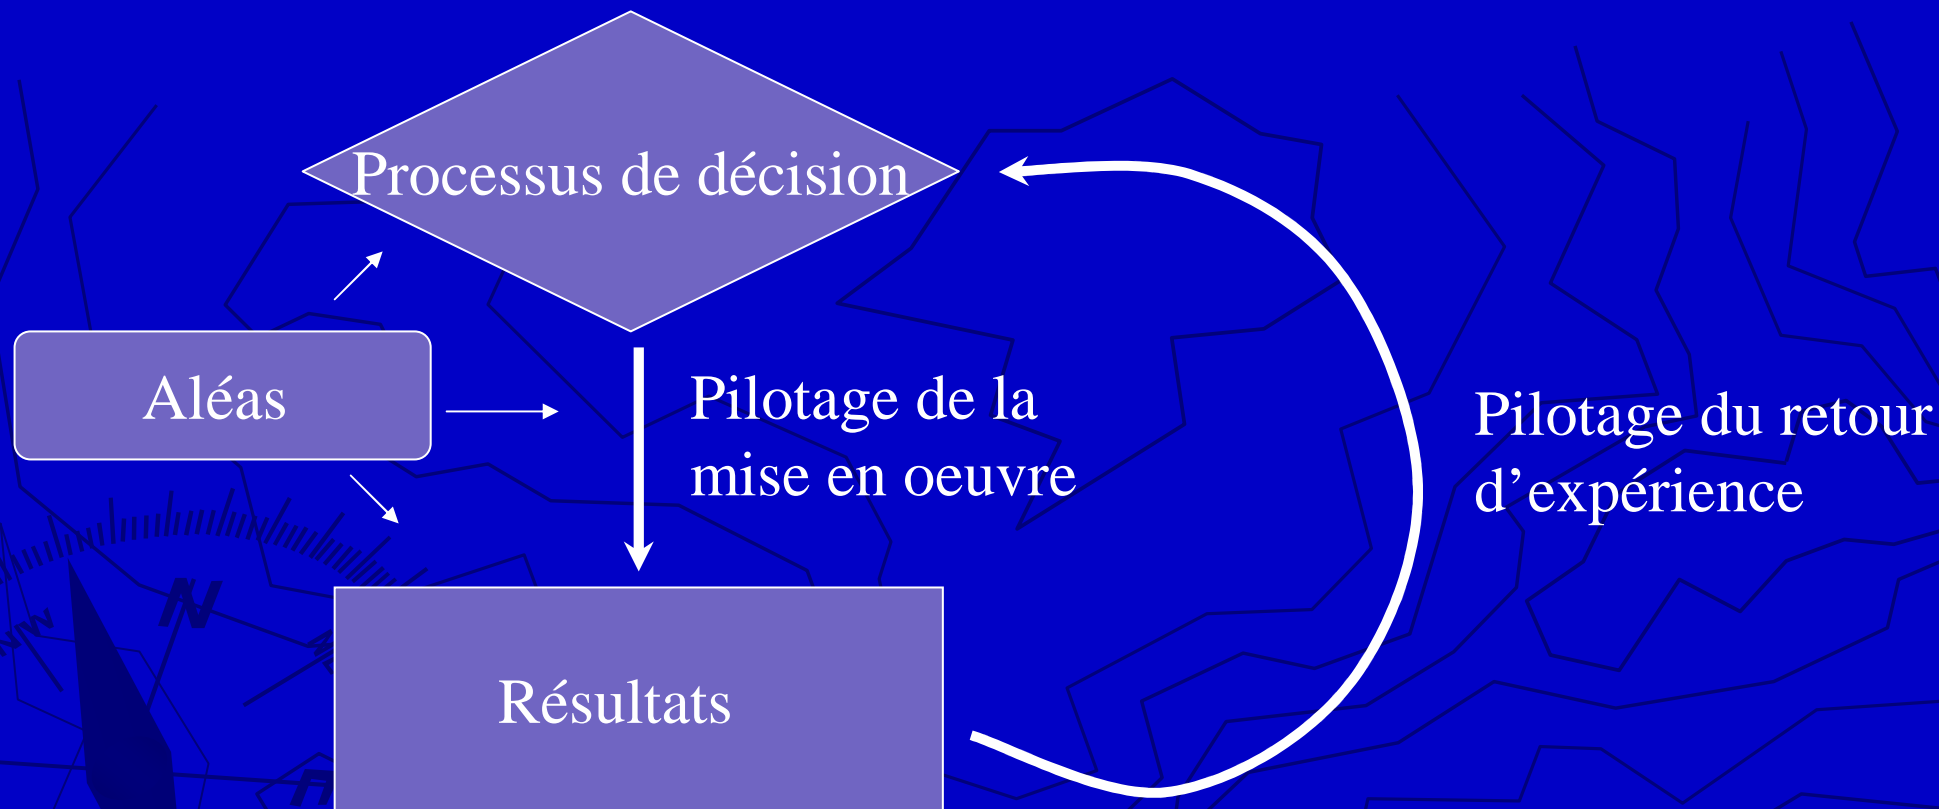 Processus de décision
Aléas
Pilotage de la
mise en oeuvre
Pilotage du retour
d’expérience
Résultats
N